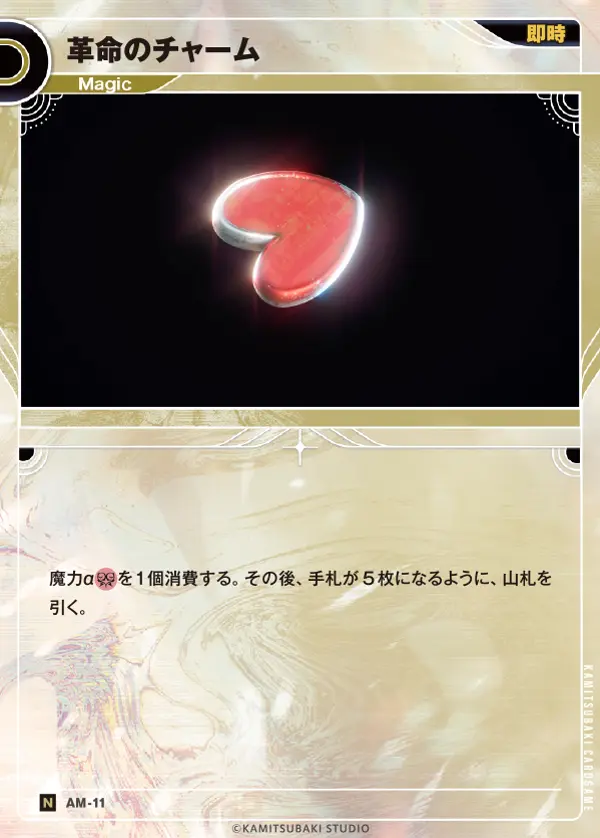 革命のチャーム
即時
Magic
魔力αを1個消費する。その後、手札が5枚になるように、山札を
引く。
KAMITSUBAKI CARDGAME
N AM-11
©KAMITSUBAKI STUDIO